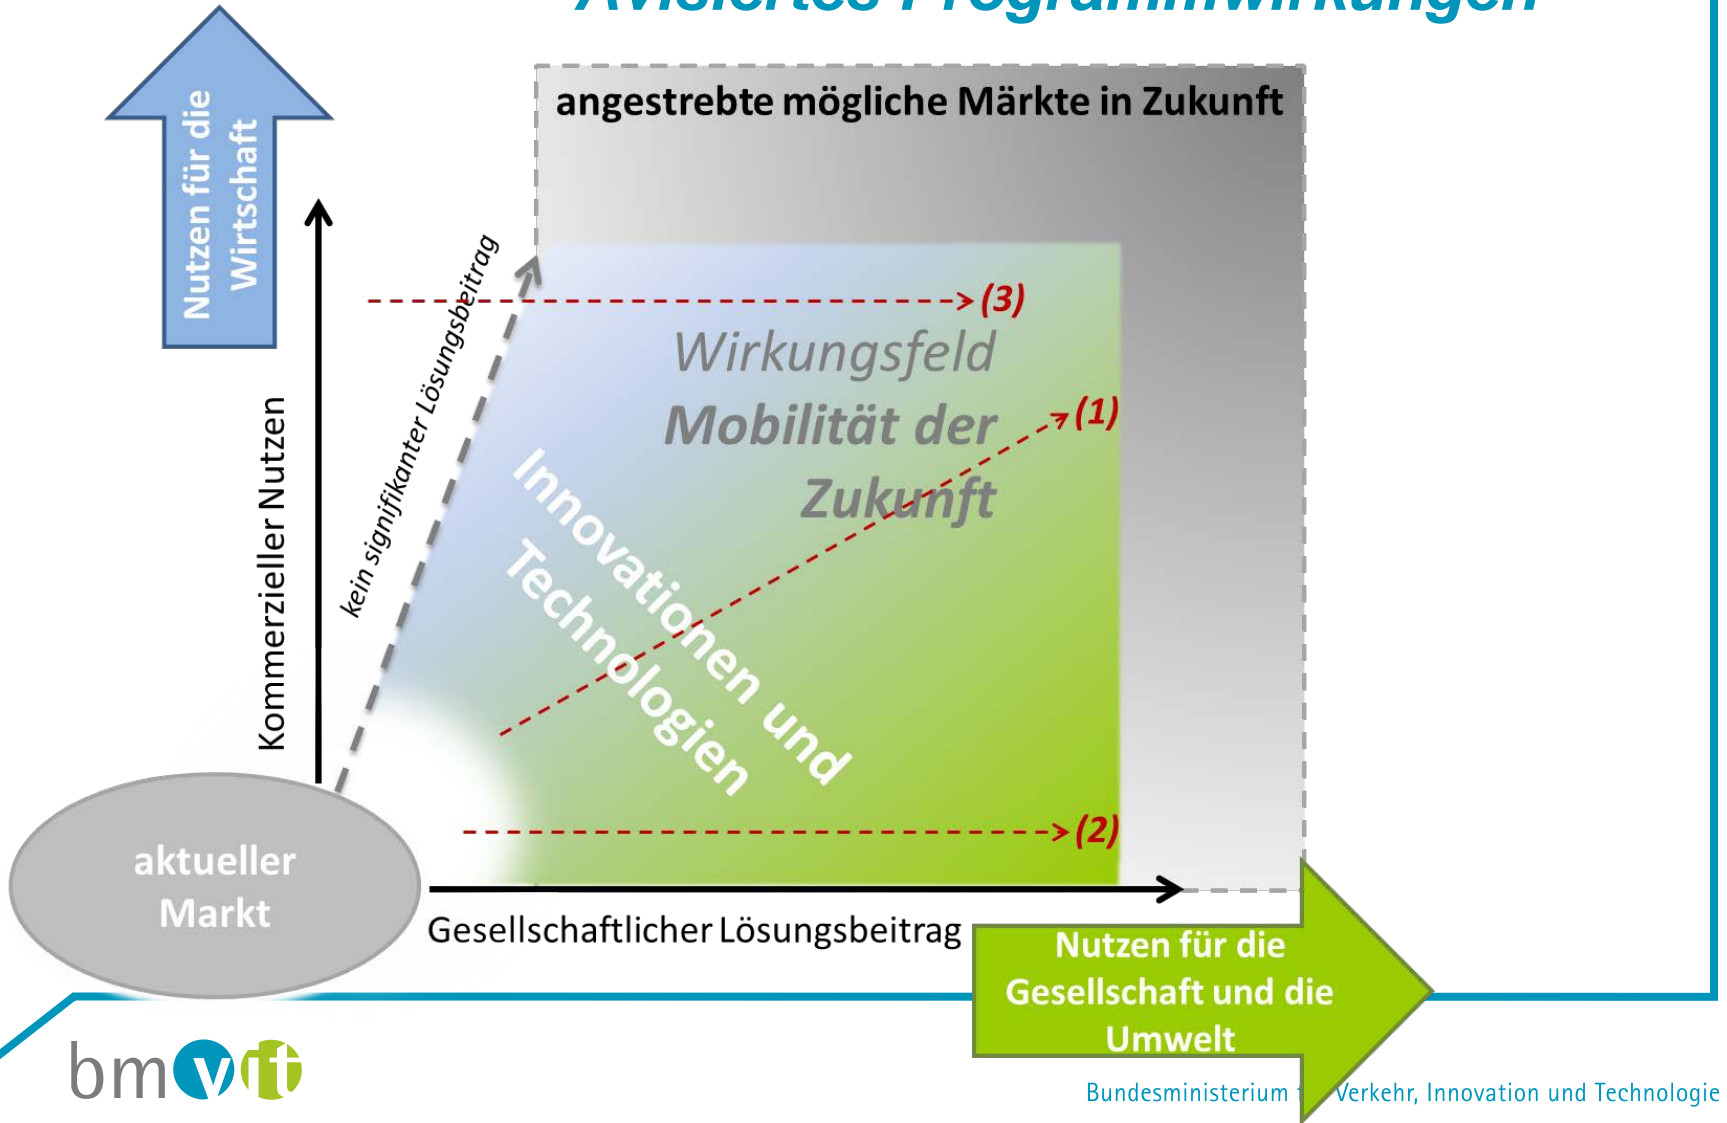 Avisiertes Programmwirkungen
angestrebte mögliche Märkte in Zukunft
Nutzen für die
Wirtschaft
Kommerzieller Nutzen
kein signifikanter Lösungsbeitrag
(3)
Wirkungsfeld
Mobilität der
Zukunft
(1)
Innovationen und
Technologien
(2)
aktueller
Markt
Gesellschaftlicher Lösungsbeitrag
Nutzen für die
Gesellschaft und die
Umwelt
bmvit
Bundesministerium f Verkehr, Innovation und Technologie